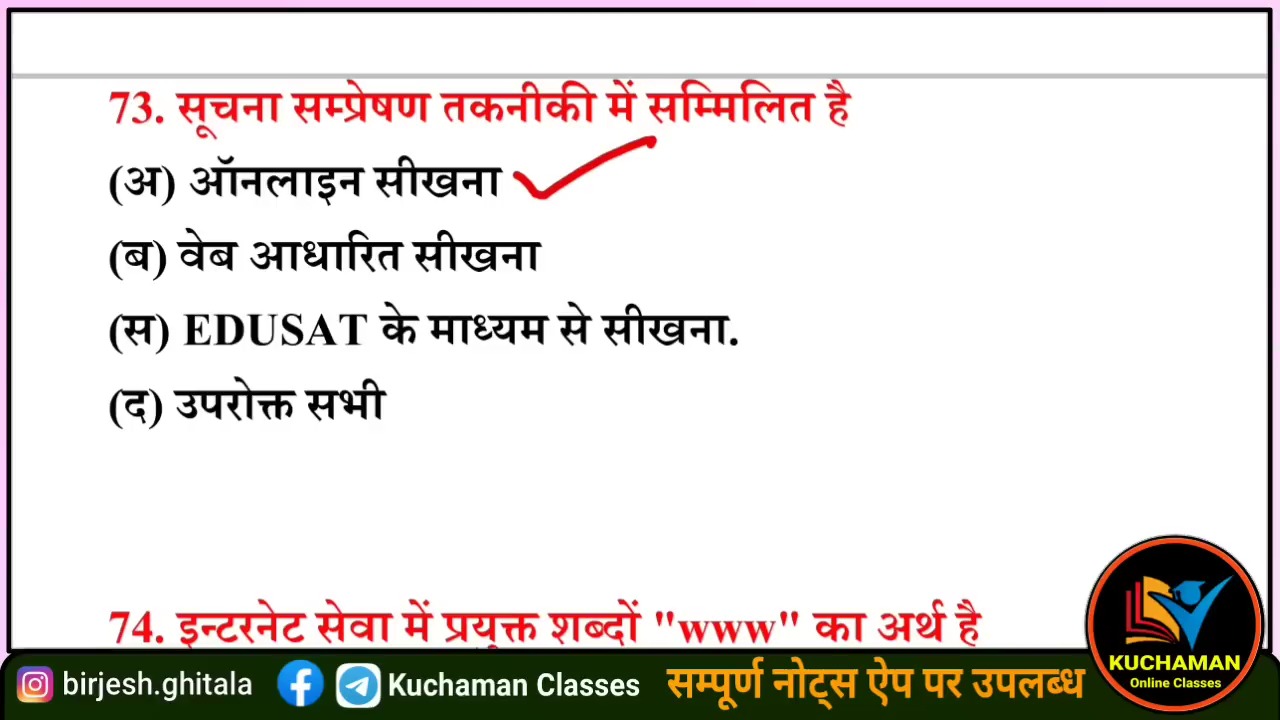 73. सूचना सम्प्रेषण तकनीकी में सम्मिलित है
(अ) ऑनलाइन सीखना
(ब) वेब आधारित सीखना
(स) EDUSAT के माध्यम से सीखना.
(द) उपरोक्त सभी
74. इन्टरनेट सेवा में प्रयुक्त शब्दों "www" का अर्थ है
KUCHAMAN
Online Classes
birjesh.ghitala
Kuchaman Classes
सम्पूर्ण नोट्स ऐप पर उपलब्ध